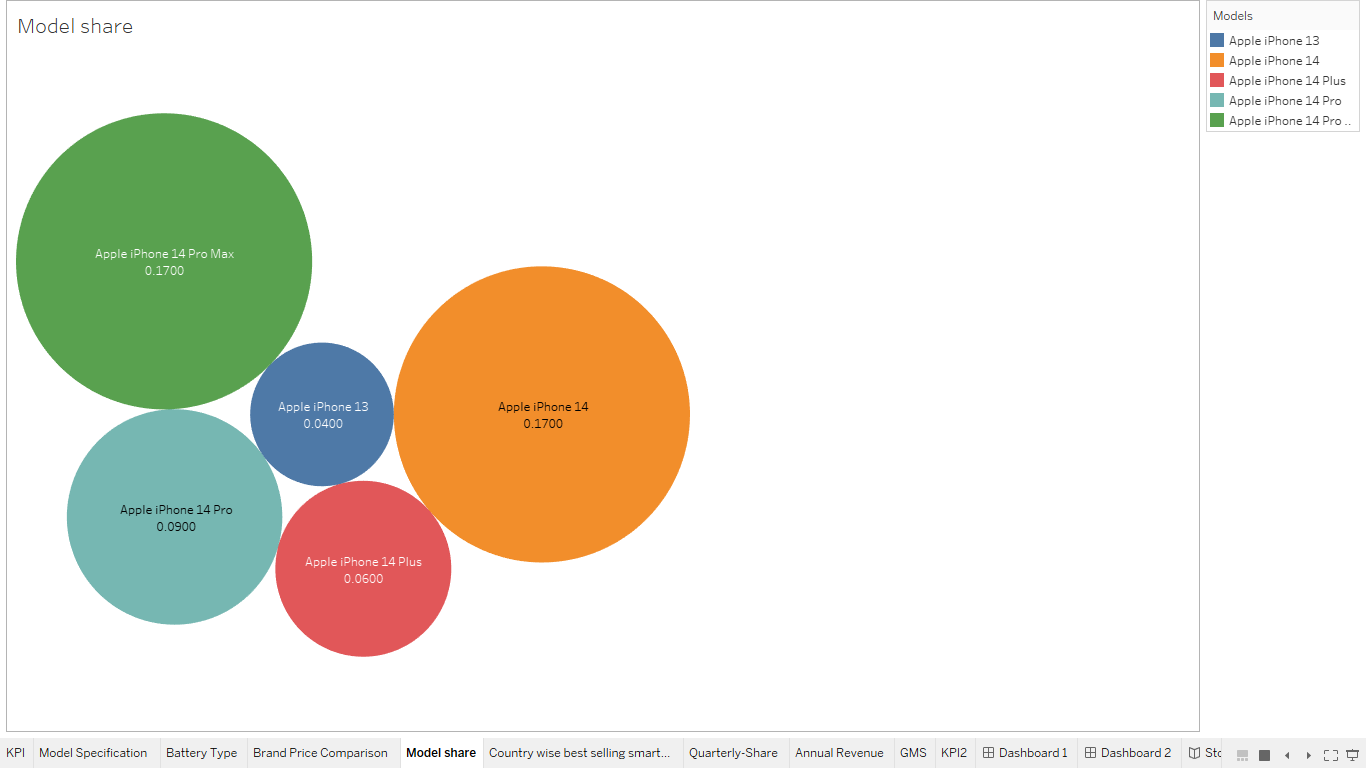 Model share
Models
Apple iPhone 13
Apple iPhone 14
Apple iPhone 14 Plus
Apple iPhone 14 Pro
Apple iPhone 14 Pro ..
Apple iPhone 14 Pro Max
0.1700
Apple iPhone 13
0.0400
Apple iPhone 14
0.1700
Apple iPhone 14 Pro
0.0900
Apple iPhone 14 Plus
0.0600
KPI Model Specification Battery Type Brand Price Comparison Model share Country wise best selling smart... Quarterly-Share Annual Revenue GMS KPI2 Dashboard 1 Dashboard 2 Stc